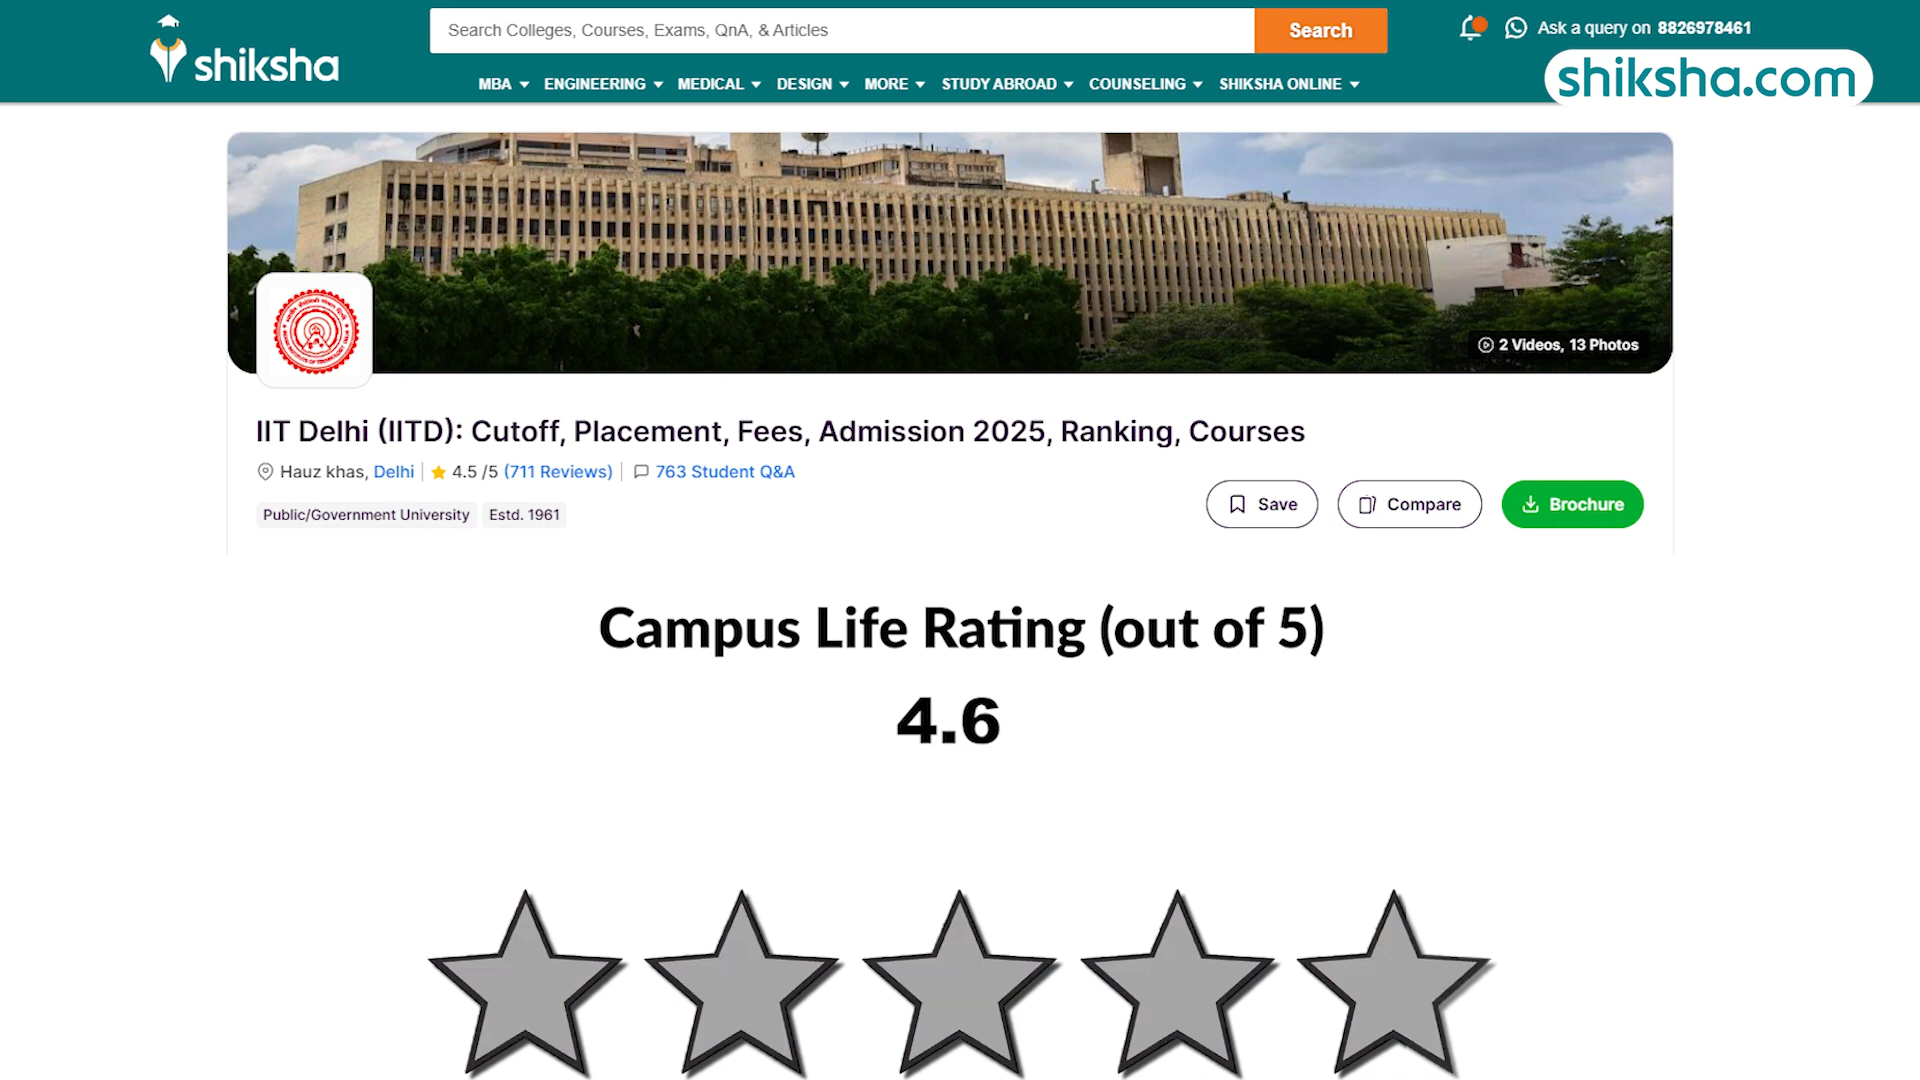 shiksha
Search Colleges, Courses, Exams, QnA, & Articles
Search
Ask a query on 8826978461
shiksha.com
MBA ENGINEERING MEDICAL DESIGN MORE STUDY ABROAD COUNSELING SHIKSHA ONLINE
2 Videos, 13 Photos
IIT Delhi (IITD): Cutoff, Placement, Fees, Admission 2025, Ranking, Courses
Hauz khas, Delhi | 4.5 /5 (711 Reviews) | 763 Student Q&A
Public/Government University Estd. 1961
Save Compare Brochure
Campus Life Rating (out of 5)
4.6